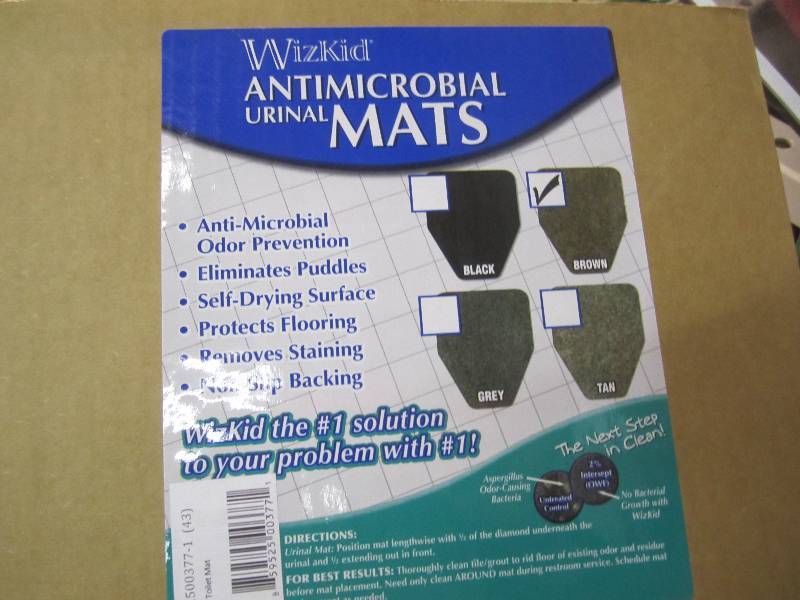 WizKid
ANTIMICROBIAL
URINAL MATS
• Anti-Microbial
Odor Prevention
• Eliminates Puddles
• Self-Drying Surface
• Protects Flooring
• Removes Staining
• Non-Slip Backing
BLACK
BROWN
GREY
TAN
WizKid the #1 solution
to your problem with #1!
The Next Step
in Clean!
Aspergillus
Odor-Causing
Bacteria
Untreated
Control
2%
Intersept
(OWF)
No Bacterial
Growth with
WizKid
500377-1 (43)
Toilet Mat
DIRECTIONS:
Urinal Mat: Position mat lengthwise with ½ of the diamond underneath the
urinal and ½ extending out in front.
FOR BEST RESULTS: Thoroughly clean tile/grout to rid floor of existing odor and residue
before mat placement. Need only clean AROUND mat during restroom service. Schedule mat
as needed.